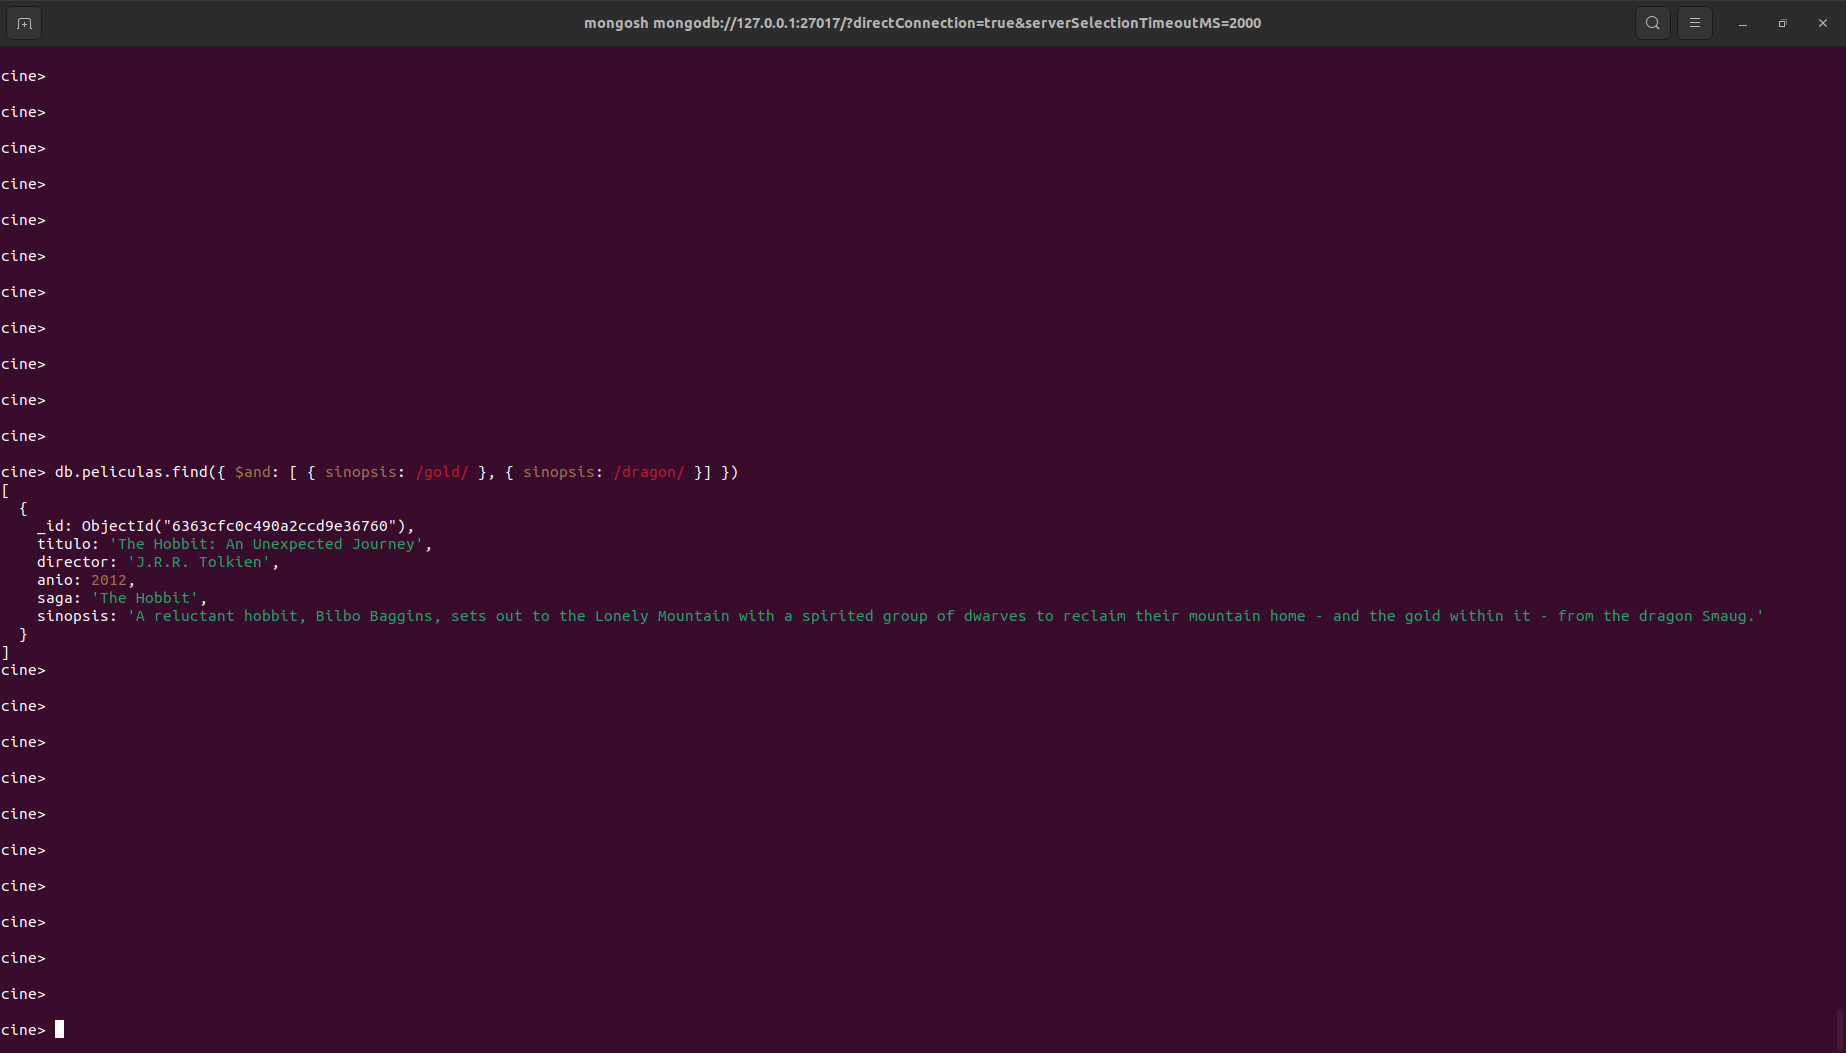 mongosh mongodb://127.0.0.1:27017/?directConnection=true&serverSelectionTimeoutMS=2000
cine>
cine>
cine>
cine>
cine>
cine>
cine>
cine>
cine>
cine>
cine>
cine> db.peliculas.find({ $and: [ { sinopsis: /gold/ }, { sinopsis: /dragon/ }] })
[
  {
    _id: ObjectId("6363cfc0c490a2ccd9e36760"),
    titulo: 'The Hobbit: An Unexpected Journey',
    director: 'J.R.R. Tolkien',
    anio: 2012,
    saga: 'The Hobbit',
    sinopsis: 'A reluctant hobbit, Bilbo Baggins, sets out to the Lonely Mountain with a spirited group of dwarves to reclaim their mountain home - and the gold within it - from the dragon Smaug.'
  }
]
cine>
cine>
cine>
cine>
cine>
cine>
cine>
cine>
cine>
cine>
cine>